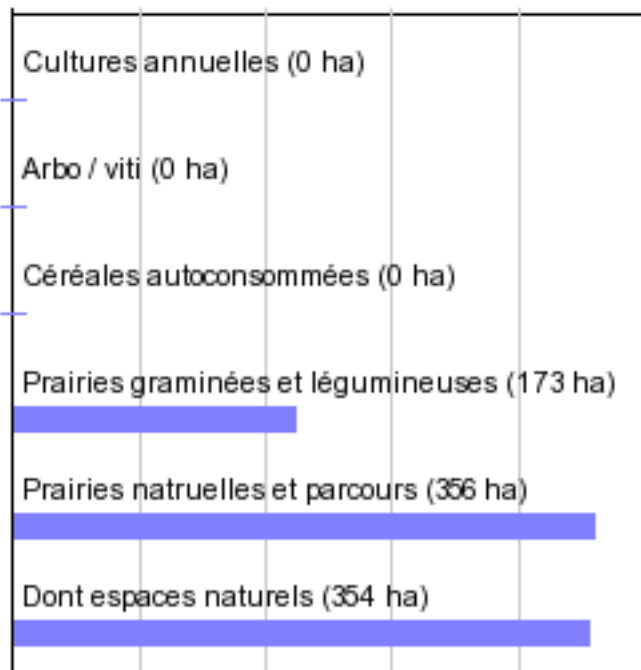 Cultures annuelles (0 ha)
Arbo / viti (0 ha)
Céréales autoconsommées (0 ha)
Prairies graminées et légumineuses (173 ha)
Prairies natruelles et parcours (356 ha)
Dont espaces naturels (354 ha)